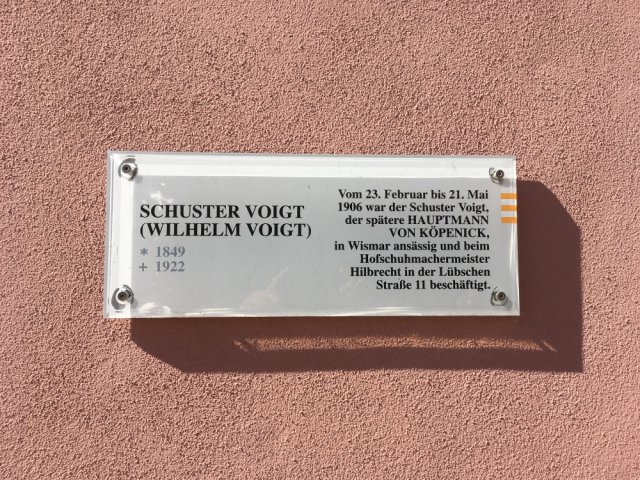 SCHUSTER VOIGT
(WILHELM VOIGT)
* 1849
+ 1922
Vom 23. Februar bis 21. Mai
1906 war der Schuster Voigt,
der spätere HAUPTMANN
VON KÖPENICK,
in Wismar ansässig und beim
Hofschuhmachermeister
Hilbrecht in der Lübschen
Straße 11 beschäftigt.